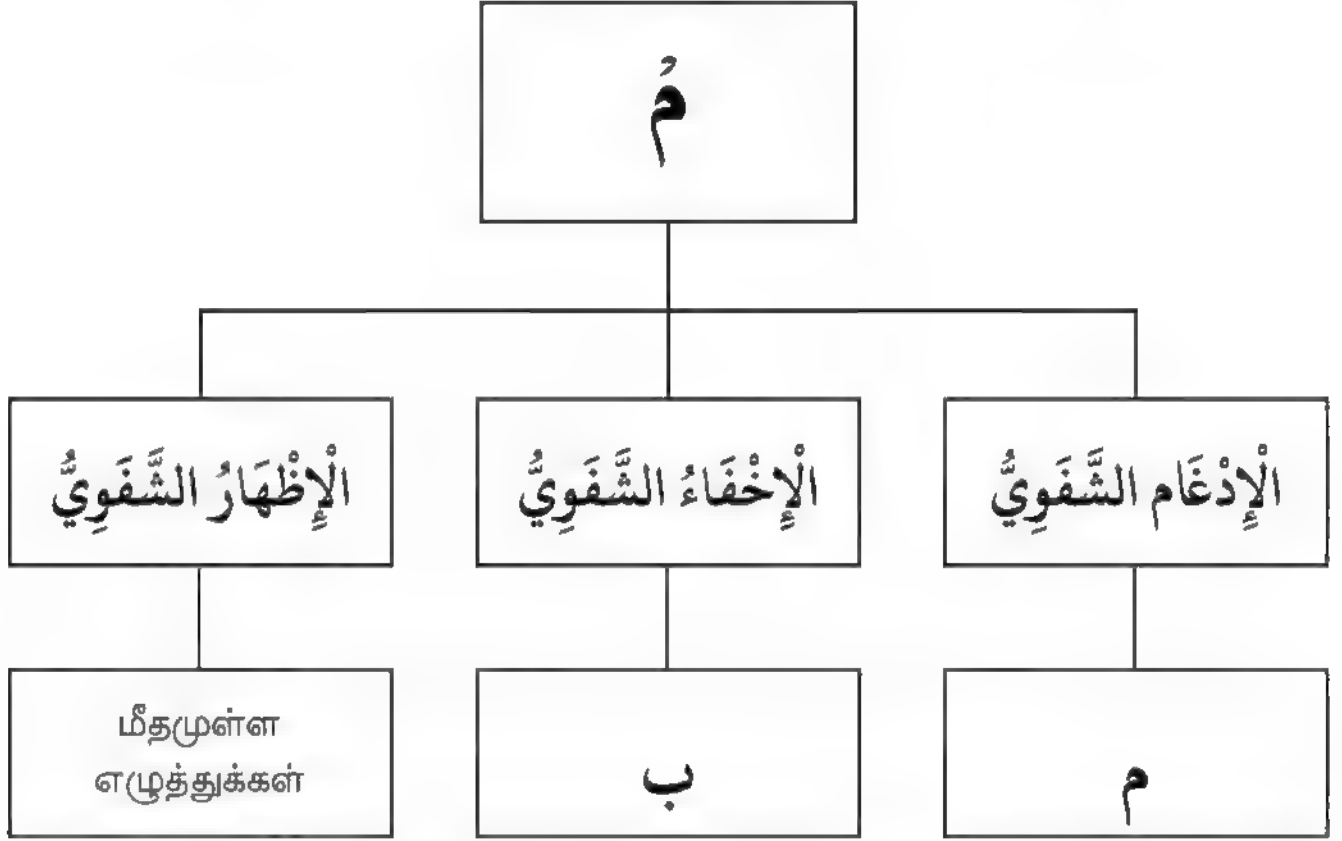 مْ
الْإِدْغَام الشَّفَوِيُّ
الْإِخْفَاءُ الشَّفَوِيُّ
الْإِظْهَارُ الشَّفَوِيُّ
م
ب
மீதமுள்ள
எழுத்துக்கள்